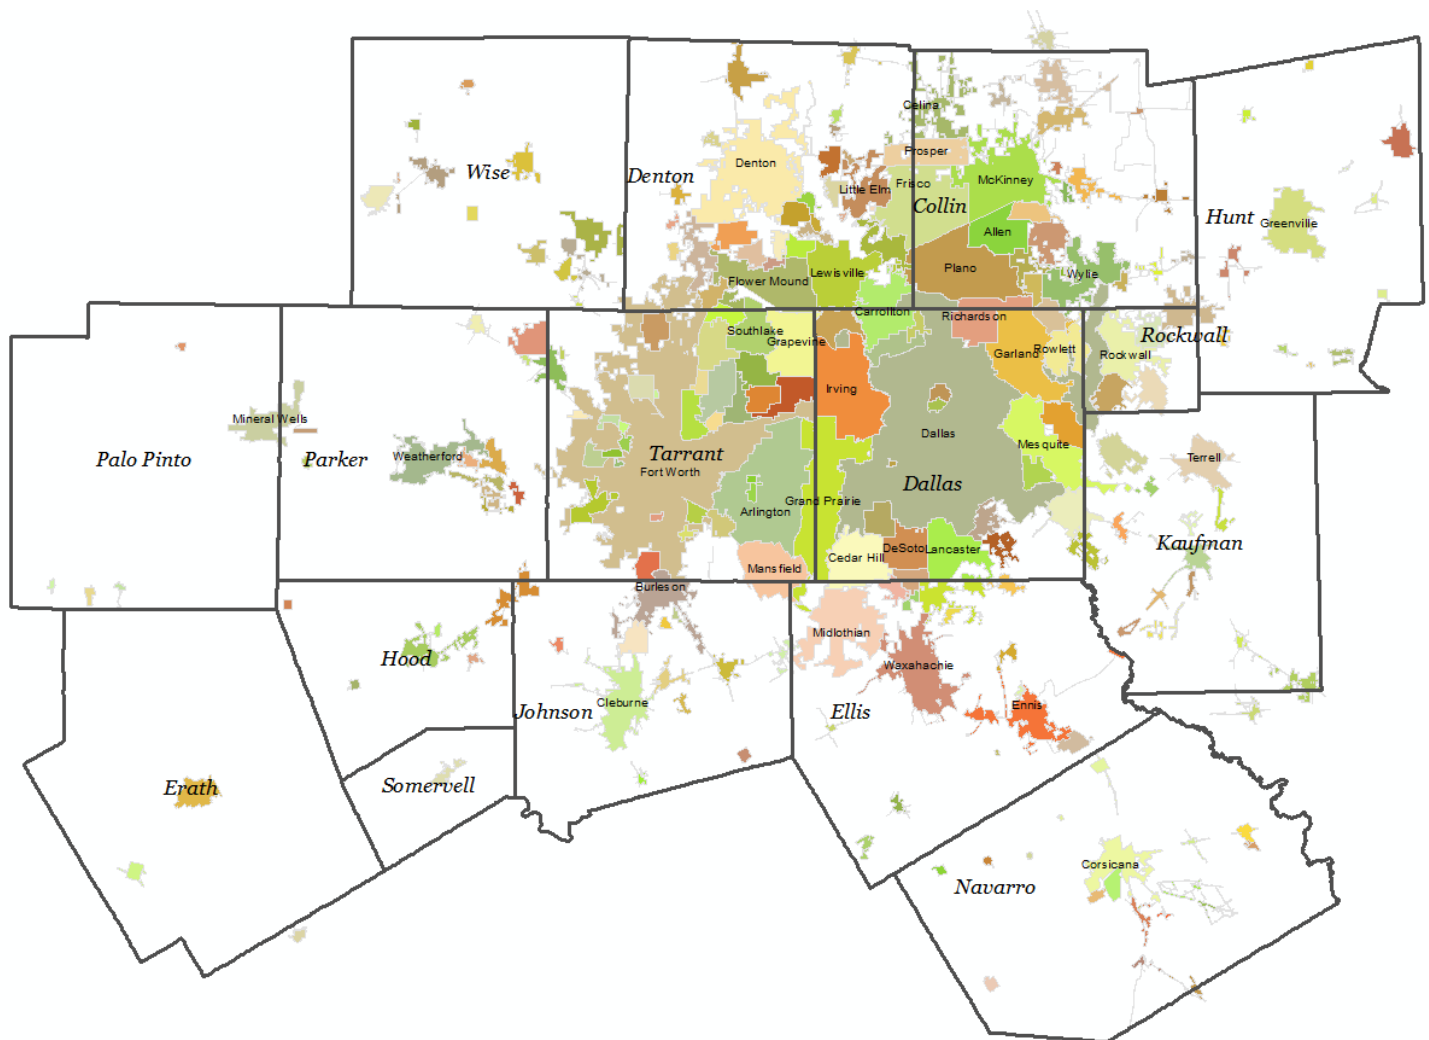 Celina
Prosper
Denton
Wise
Denton
McKinney
Little Elm
Frisco
Collin
Hunt
Greenville
Allen
Plano
Lewisville
Wylie
Flower Mound
Carrollton
Richardson
Southlake
Rockwall
Grapevine
Garland
Rowlett
Rockwall
Irving
Mineral Wells
Dallas
Mesquite
Palo Pinto
Parker
Weatherford
Tarrant
Terrell
Fort Worth
Dallas
Grand Prairie
Arlington
Kaufman
DeSoto
Lancaster
Cedar Hill
Mansfield
Burleson
Midlothian
Hood
Waxahachie
Cleburne
Ennis
Johnson
Ellis
Erath
Somervell
Corsicana
Navarro